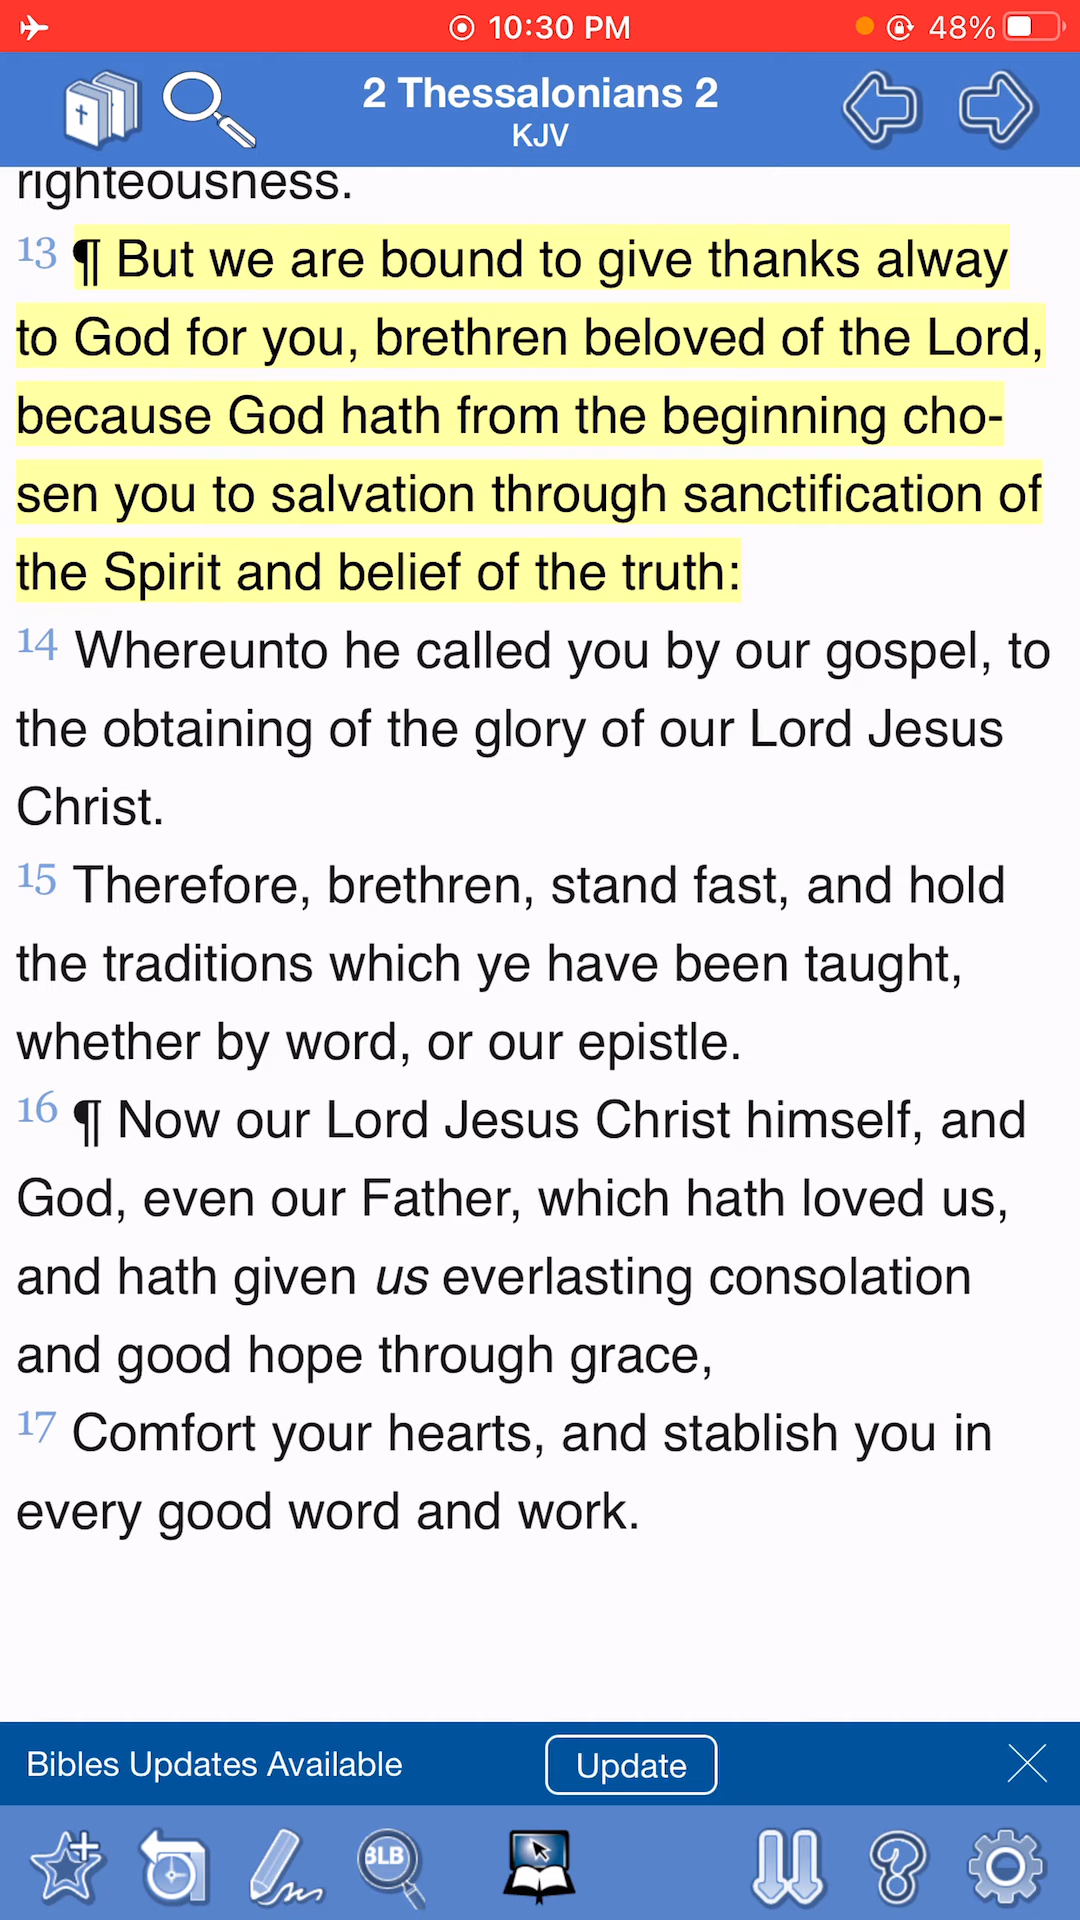 10:30 PM
48%
2 Thessalonians 2
KJV
righteousness.
13 ¶ But we are bound to give thanks alway
to God for you, brethren beloved of the Lord,
because God hath from the beginning cho-
sen you to salvation through sanctification of
the Spirit and belief of the truth:
14 Whereunto he called you by our gospel, to
the obtaining of the glory of our Lord Jesus
Christ.
15 Therefore, brethren, stand fast, and hold
the traditions which ye have been taught,
whether by word, or our epistle.
16 ¶ Now our Lord Jesus Christ himself, and
God, even our Father, which hath loved us,
and hath given us everlasting consolation
and good hope through grace,
17 Comfort your hearts, and stablish you in
every good word and work.
Bibles Updates Available
Update
BLB